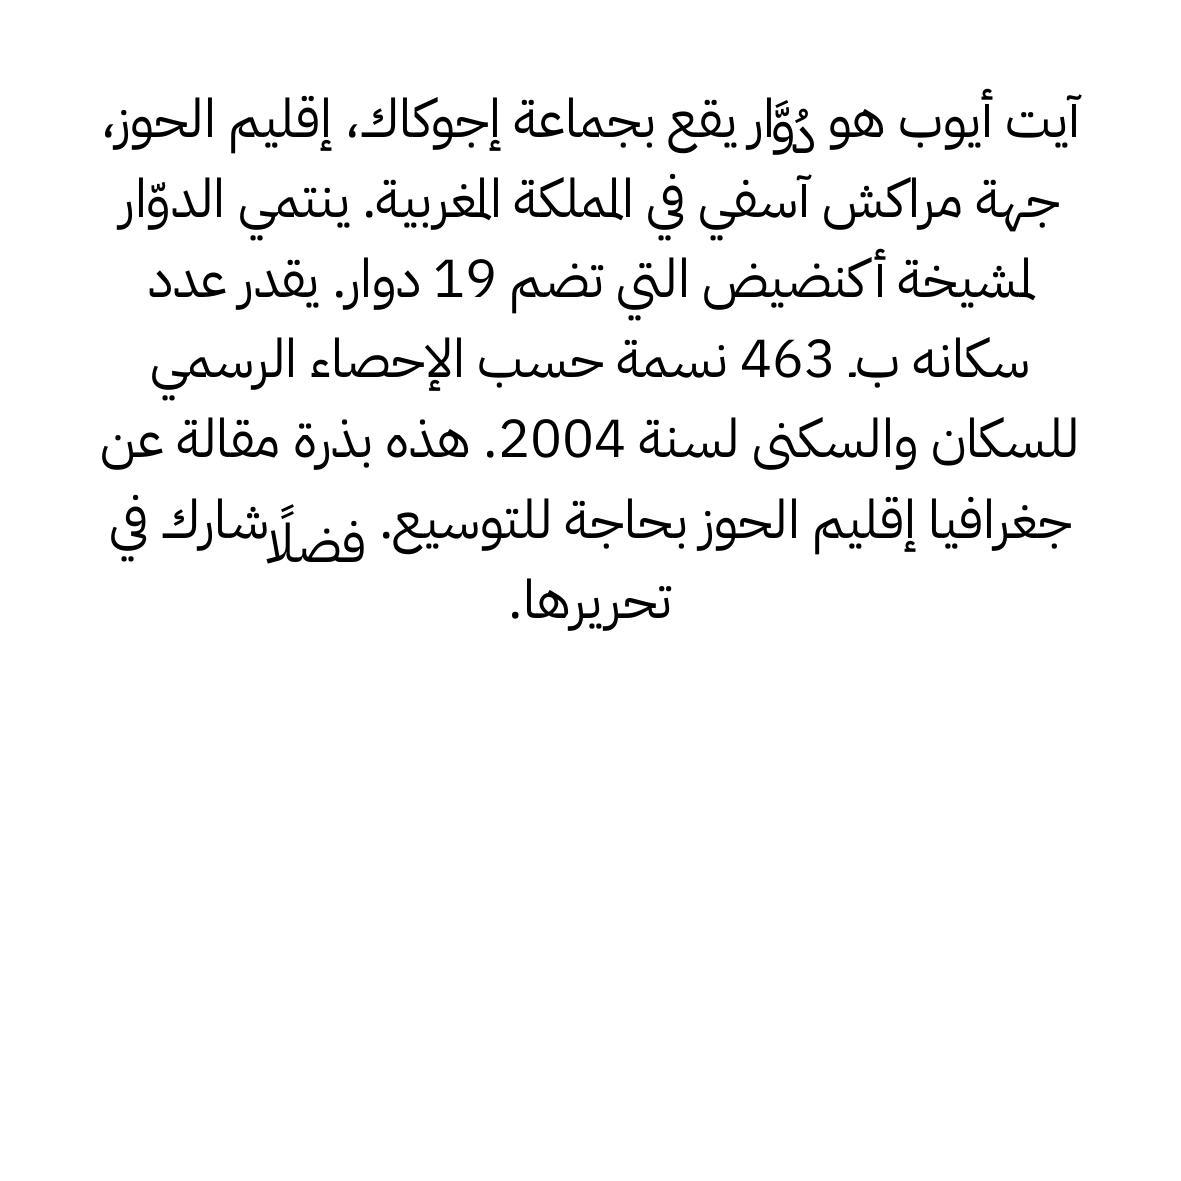 آيت أيوب هو دُوَّار يقع بجماعة إجوكاك، إقليم الحوز،
جهة مراكش آسفي في المملكة المغربية. ينتمي الدوّار
لمشيخة أكنضيض التي تضم 19 دوار. يقدر عدد
سكانه بـ 463 نسمة حسب الإحصاء الرسمي
للسكان والسكنى لسنة 2004. هذه بذرة مقالة عن
جغرافيا إقليم الحوز بحاجة للتوسيع. فضلًا شارك في
تحريرها.